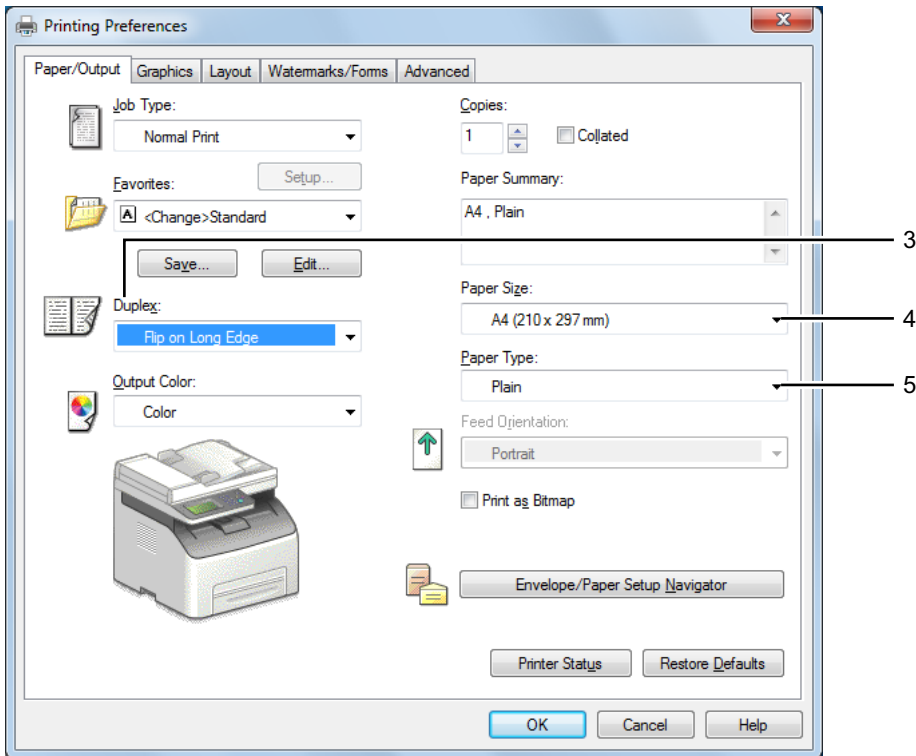 Printing Preferences
Paper/Output
Graphics
Layout
Watermarks/Forms
Advanced
Job Type:
Normal Print
Favorites:
Setup...
A <Change>Standard
Save...
Edit...
Duplex:
Flip on Long Edge
Output Color:
Color
Copies:
1
Collated
Paper Summary:
A4 , Plain
3
Paper Size:
A4 (210 x 297 mm)
4
Paper Type:
Plain
5
Feed Orientation:
Portrait
Print as Bitmap
Envelope/Paper Setup Navigator
Printer Status
Restore Defaults
OK
Cancel
Help